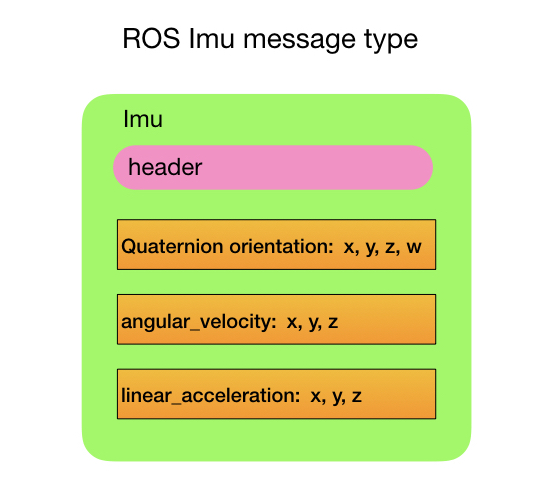 ROS Imu message type
Imu
header
Quaternion orientation: x, y, z, w
angular_velocity: x, y, z
linear_acceleration: x, y, z